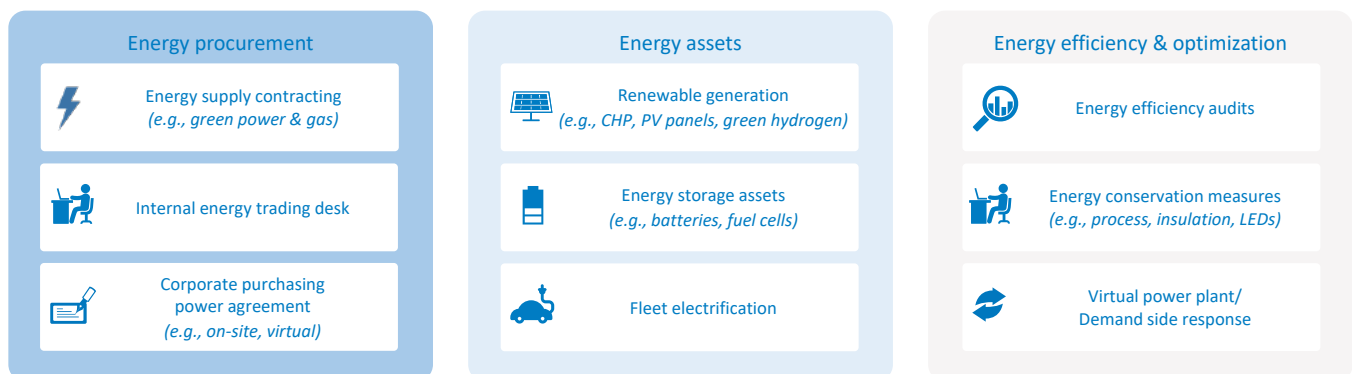 Energy procurement
Energy supply contracting
(e.g., green power & gas)
Internal energy trading desk
Corporate purchasing
power agreement
(e.g., on-site, virtual)
Energy assets
Renewable generation
(e.g., CHP, PV panels, green hydrogen)
Energy storage assets
(e.g., batteries, fuel cells)
Fleet electrification
Energy efficiency & optimization
Energy efficiency audits
Energy conservation measures
(e.g., process, insulation, LEDs)
Virtual power plant/
Demand side response